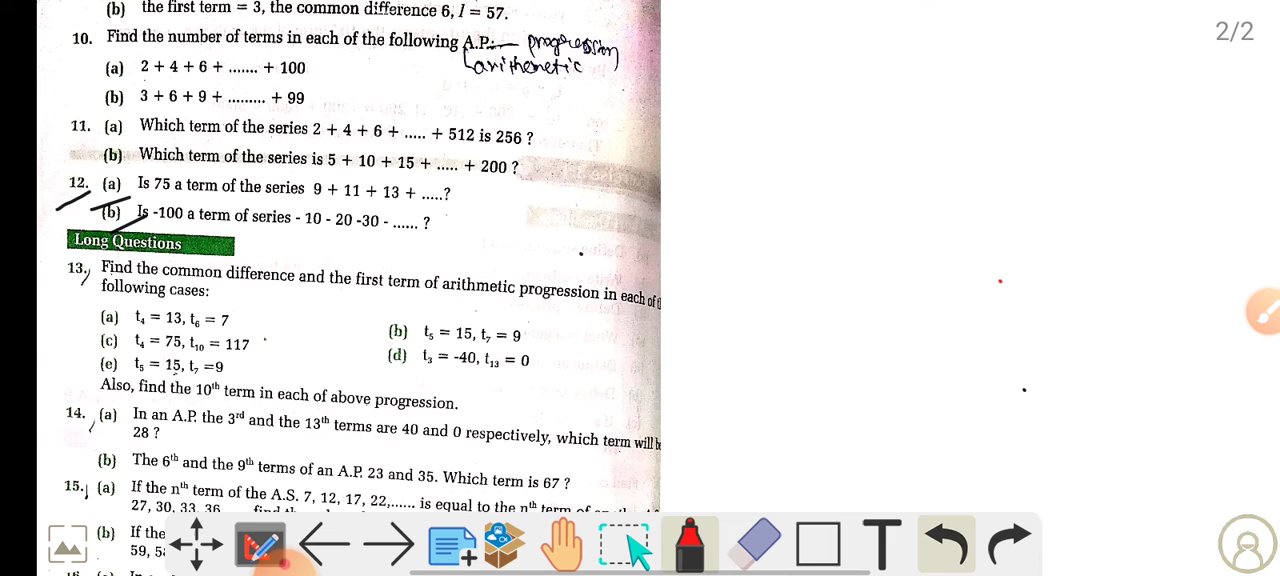 (b) the first term = 3, the common difference 6, l = 57.
2/2
10. Find the number of terms in each of the following A.P.:— progression
arithenetic
(a) 2 + 4 + 6 + ....... + 100
(b) 3 + 6 + 9 + ......... + 99
11. (a) Which term of the series 2 + 4 + 6 + ..... + 512 is 256 ?
(b) Which term of the series is 5 + 10 + 15 + ..... + 200 ?
12. (a) Is 75 a term of the series 9 + 11 + 13 + .....?
(b) Is -100 a term of series - 10 - 20 -30 - ...... ?
Long Questions
13. Find the common difference and the first term of arithmetic progression in each of
following cases:
(a) t₄ = 13, t₆ = 7
(b) t₅ = 15, t₇ = 9
(c) t₄ = 75, t₁₀ = 117
(d) t₃ = -40, t₁₃ = 0
(e) t₅ = 15, t₇ =9
Also, find the 10th term in each of above progression.
14. (a) In an A.P. the 3rd and the 13th terms are 40 and 0 respectively, which term will
28 ?
(b) The 6th and the 9th terms of an A.P. 23 and 35. Which term is 67 ?
15. (a) If the nth term of the A.S. 7, 12, 17, 22,...... is equal to the nth term of
27, 30, 33, 36
(b) If the
59,
T